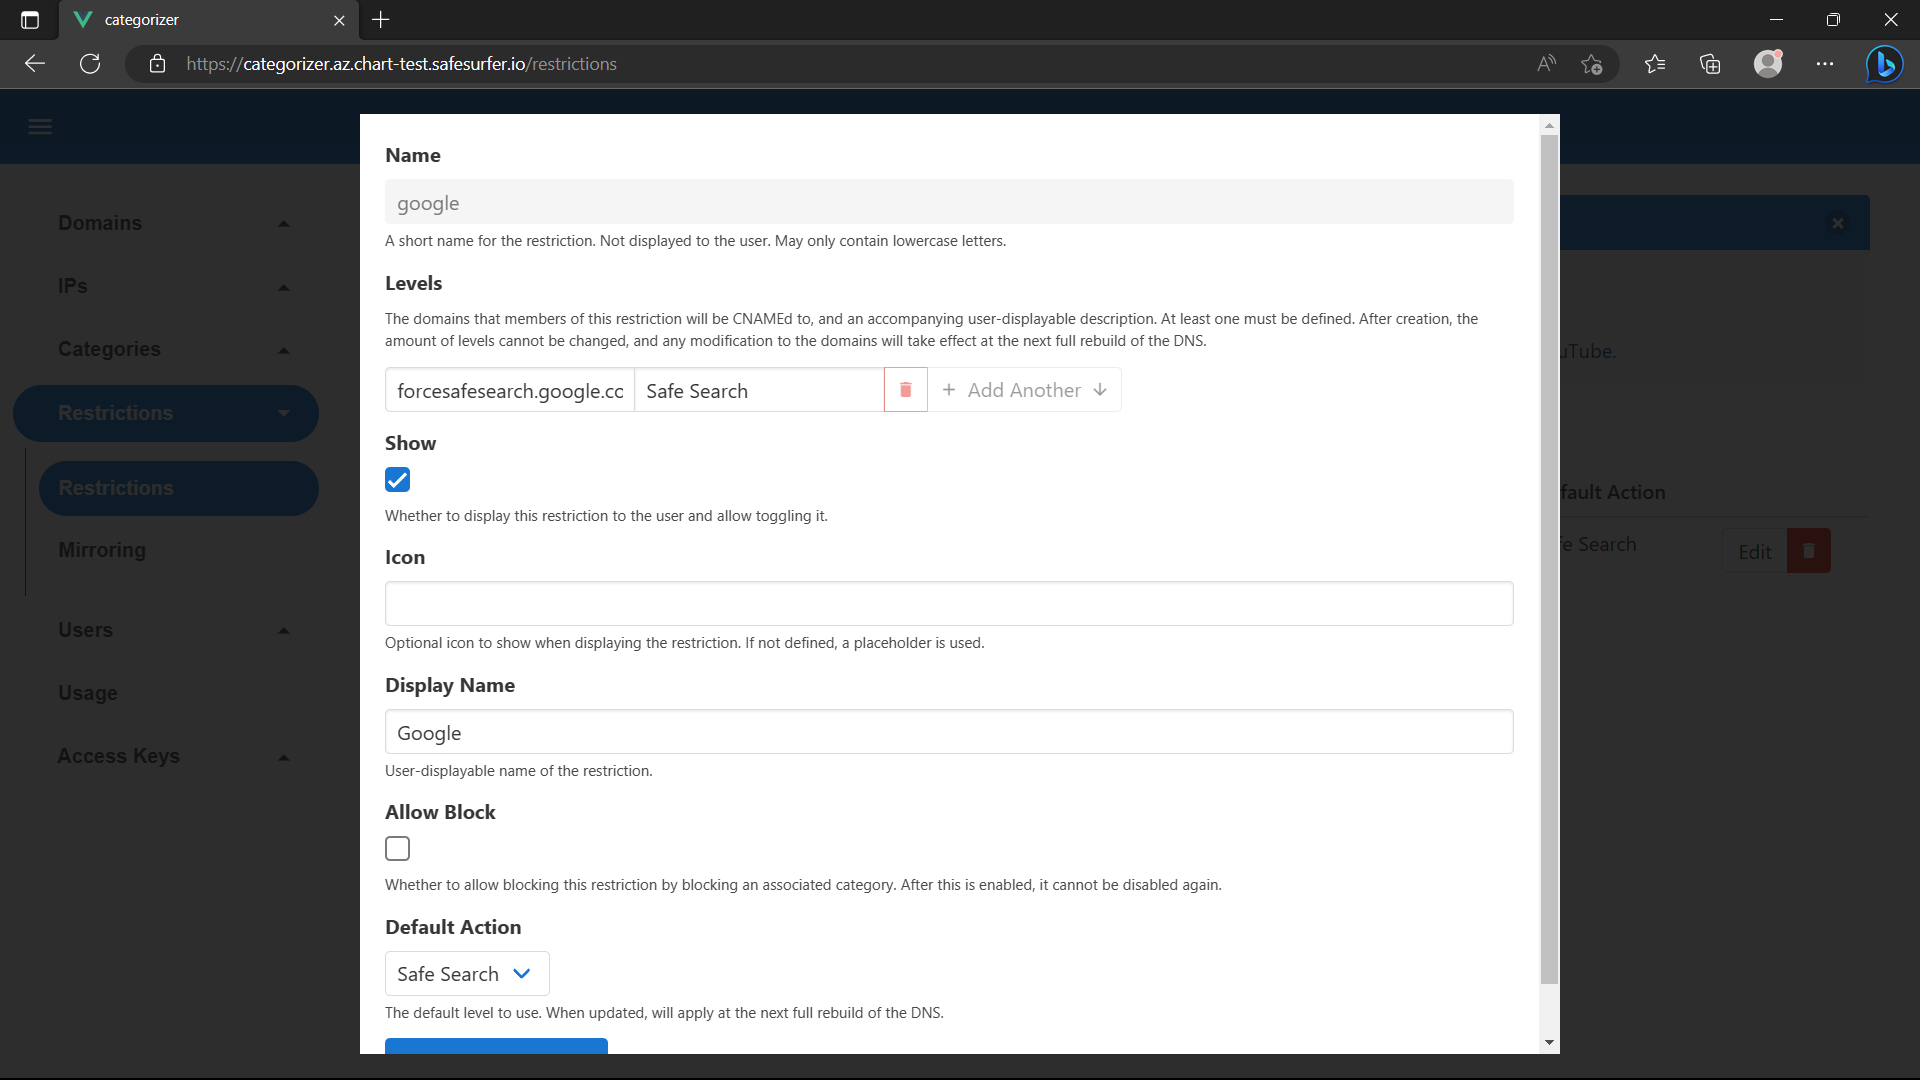 categorizer
https://categorizer.az.chart-test.safesurfer.io/restrictions
Domains
IPs
Categories
Restrictions
Restrictions
Mirroring
Users
Usage
Access Keys
Name
google
A short name for the restriction. Not displayed to the user. May only contain lowercase letters.
Levels
The domains that members of this restriction will be CNAMEd to, and an accompanying user-displayable description. At least one must be defined. After creation, the
amount of levels cannot be changed, and any modification to the domains will take effect at the next full rebuild of the DNS.
forcesafesearch.google.cc Safe Search Add Another
Show
Whether to display this restriction to the user and allow toggling it.
Icon
Optional icon to show when displaying the restriction. If not defined, a placeholder is used.
Display Name
Google
User-displayable name of the restriction.
Allow Block
Whether to allow blocking this restriction by blocking an associated category. After this is enabled, it cannot be disabled again.
Default Action
Safe Search
The default level to use. When updated, will apply at the next full rebuild of the DNS.
uTube.
fault Action
fe Search
Edit